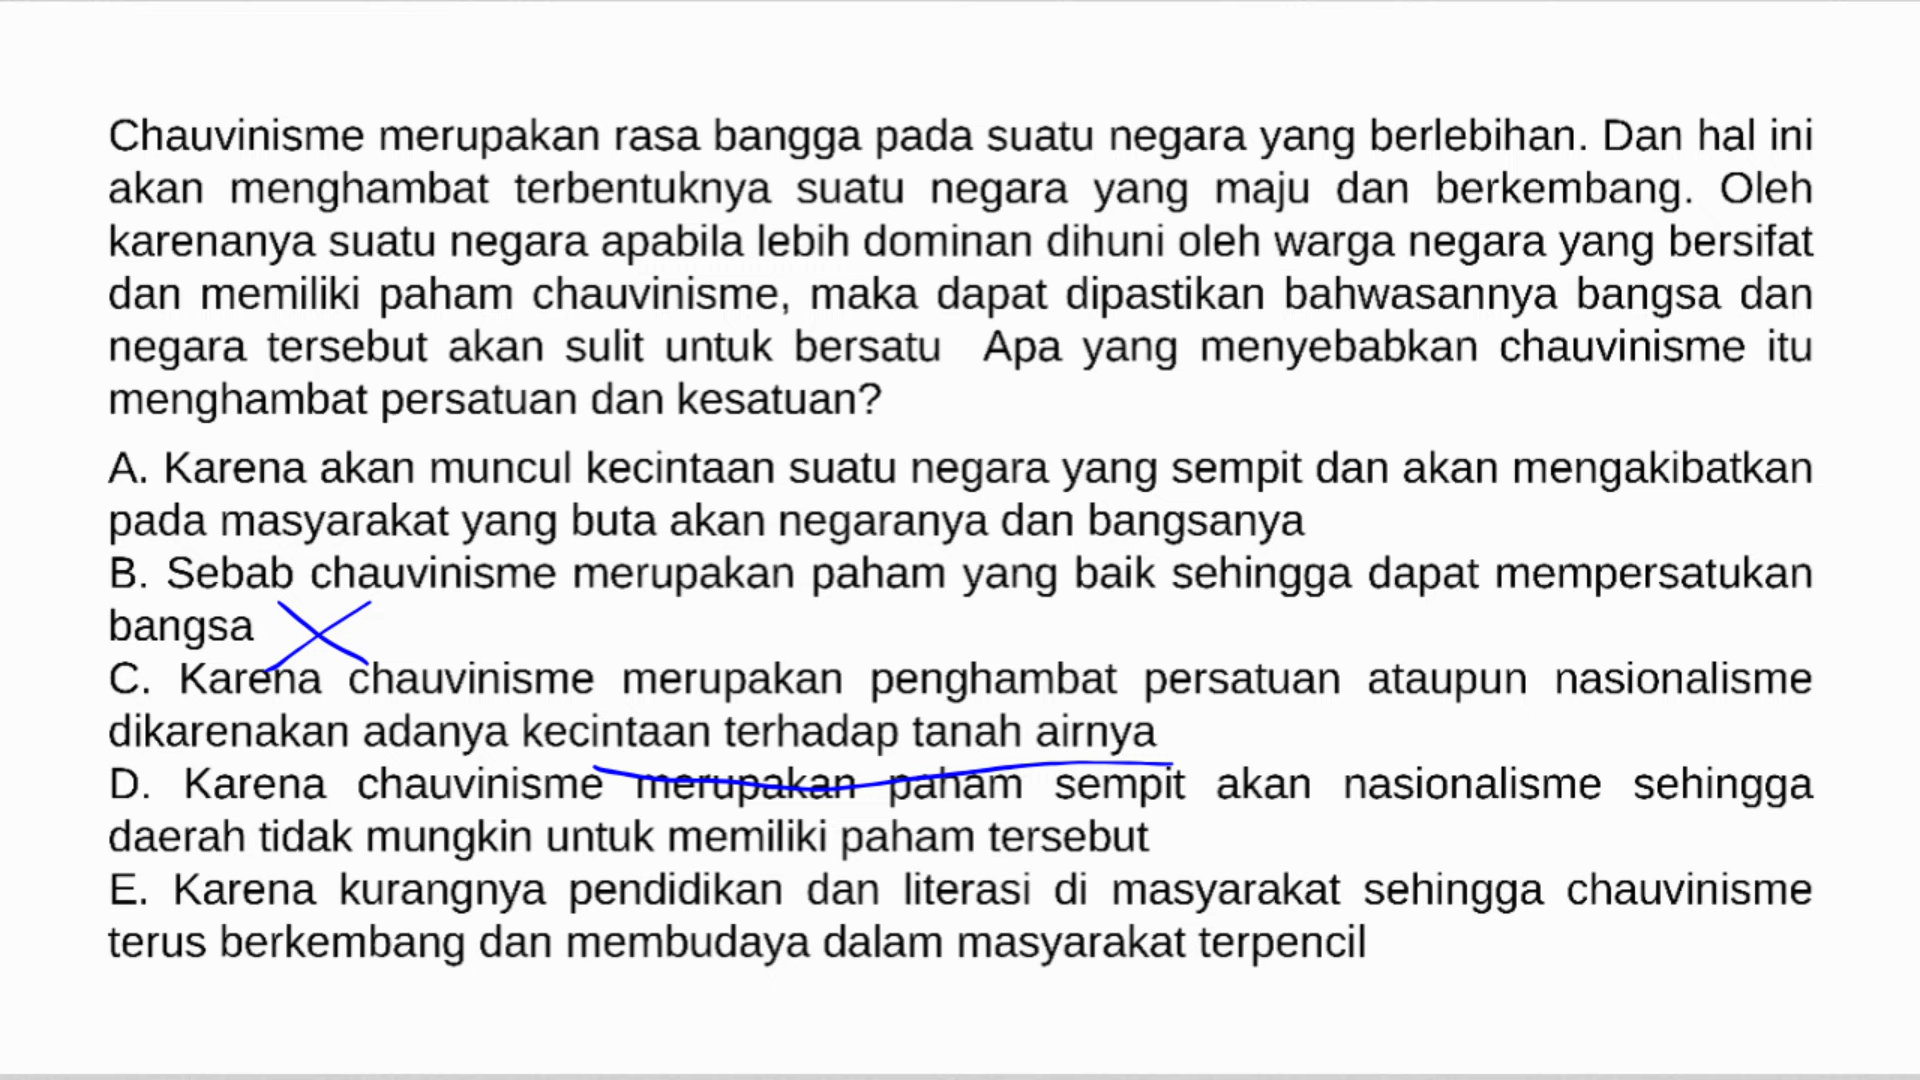 Chauvinisme merupakan rasa bangga pada suatu negara yang berlebihan. Dan hal ini
akan menghambat terbentuknya suatu negara yang maju dan berkembang. Oleh
karenanya suatu negara apabila lebih dominan dihuni oleh warga negara yang bersifat
dan memiliki paham chauvinisme, maka dapat dipastikan bahwasannya bangsa dan
negara tersebut akan sulit untuk bersatu Apa yang menyebabkan chauvinisme itu
menghambat persatuan dan kesatuan?
A. Karena akan muncul kecintaan suatu negara yang sempit dan akan mengakibatkan
pada masyarakat yang buta akan negaranya dan bangsanya
B. Sebab chauvinisme merupakan paham yang baik sehingga dapat mempersatukan
bangsa
C. Karena chauvinisme merupakan penghambat persatuan ataupun nasionalisme
dikarenakan adanya kecintaan terhadap tanah airnya
D. Karena chauvinisme merupakan paham sempit akan nasionalisme sehingga
daerah tidak mungkin untuk memiliki paham tersebut
E. Karena kurangnya pendidikan dan literasi di masyarakat sehingga chauvinisme
terus berkembang dan membudaya dalam masyarakat terpencil